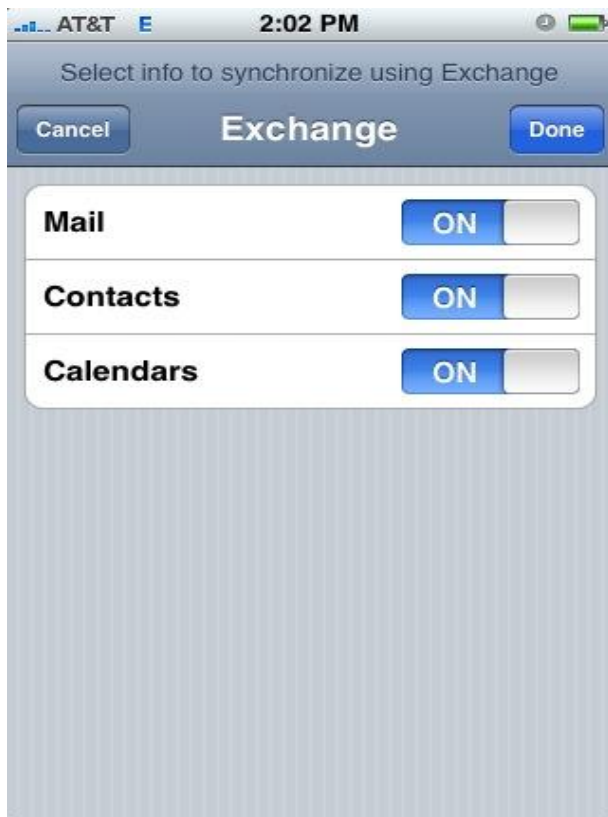 AT&T E 2:02 PM
Select info to synchronize using Exchange
Cancel Exchange Done
Mail ON
Contacts ON
Calendars ON